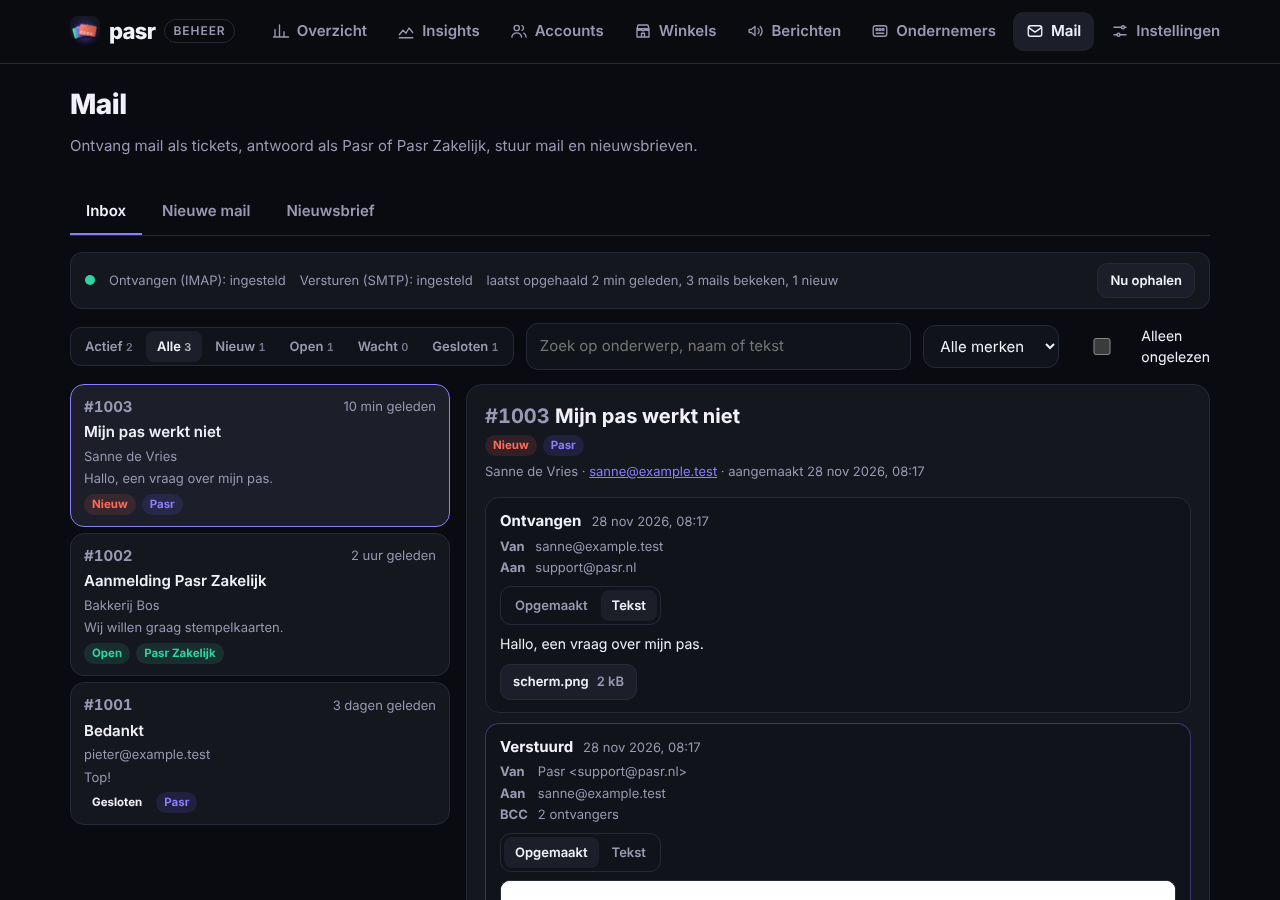 pasr BEHEER Overzicht Insights Accounts Winkels Berichten Ondernemers Mail Instellingen
Mail
Ontvang mail als tickets, antwoord als Pasr of Pasr Zakelijk, stuur mail en nieuwsbrieven.
Inbox Nieuwe mail Nieuwsbrief
Ontvangen (IMAP): ingesteld Versturen (SMTP): ingesteld laatst opgehaald 2 min geleden, 3 mails bekeken, 1 nieuw Nu ophalen
Actief 2 Alle 3 Nieuw 1 Open 1 Wacht 0 Gesloten 1 Zoek op onderwerp, naam of tekst Alle merken Alleen ongelezen
#1003 10 min geleden
Mijn pas werkt niet
Sanne de Vries
Hallo, een vraag over mijn pas.
Nieuw Pasr
#1002 2 uur geleden
Aanmelding Pasr Zakelijk
Bakkerij Bos
Wij willen graag stempelkaarten.
Open Pasr Zakelijk
#1001 3 dagen geleden
Bedankt
pieter@example.test
Top!
Gesloten Pasr
#1003 Mijn pas werkt niet
Nieuw Pasr
Sanne de Vries · sanne@example.test · aangemaakt 28 nov 2026, 08:17
Ontvangen 28 nov 2026, 08:17
Van sanne@example.test
Aan support@pasr.nl
Opgemaakt Tekst
Hallo, een vraag over mijn pas.
scherm.png 2 kB
Verstuurd 28 nov 2026, 08:17
Van Pasr <support@pasr.nl>
Aan sanne@example.test
BCC 2 ontvangers
Opgemaakt Tekst